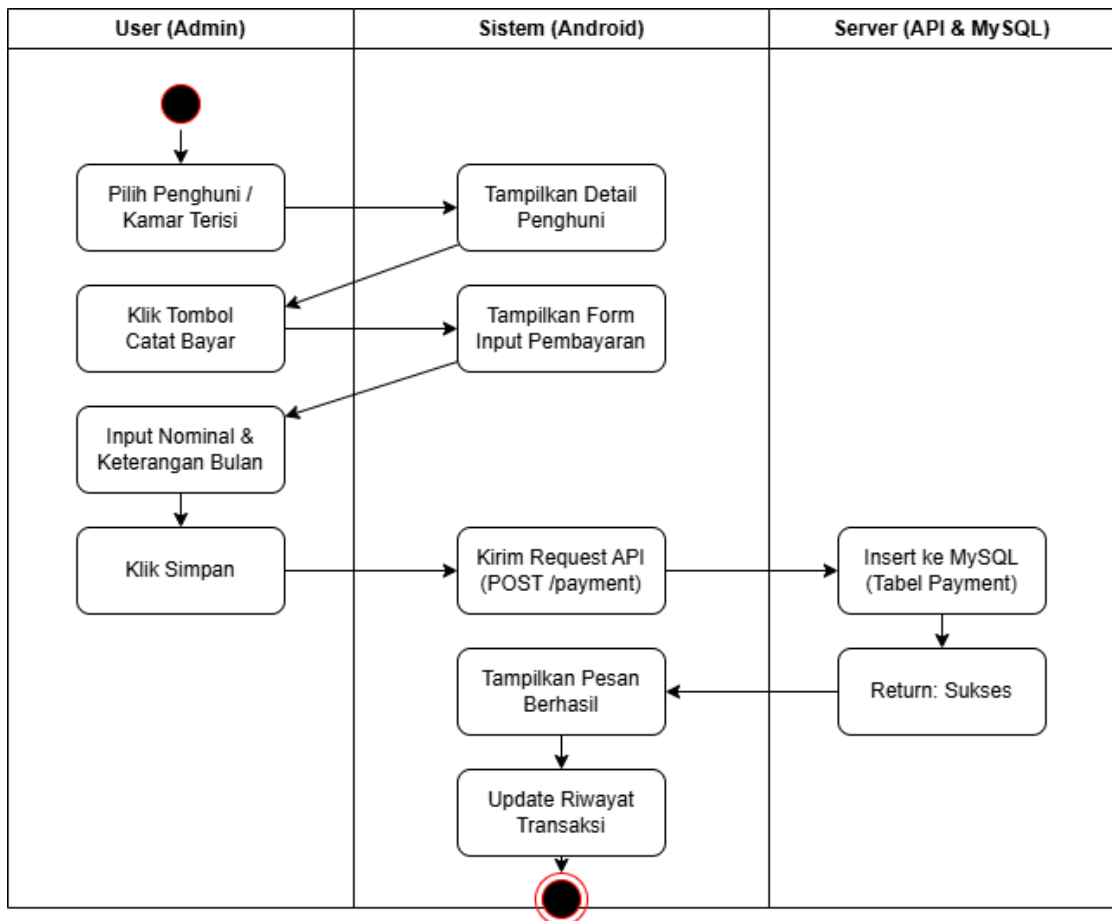 User (Admin)
Sistem (Android)
Server (API & MySQL)
Pilih Penghuni /
Kamar Terisi
Tampilkan Detail
Penghuni
Klik Tombol
Catat Bayar
Tampilkan Form
Input Pembayaran
Input Nominal &
Keterangan Bulan
Klik Simpan
Kirim Request API
(POST /payment)
Insert ke MySQL
(Tabel Payment)
Return: Sukses
Tampilkan Pesan
Berhasil
Update Riwayat
Transaksi